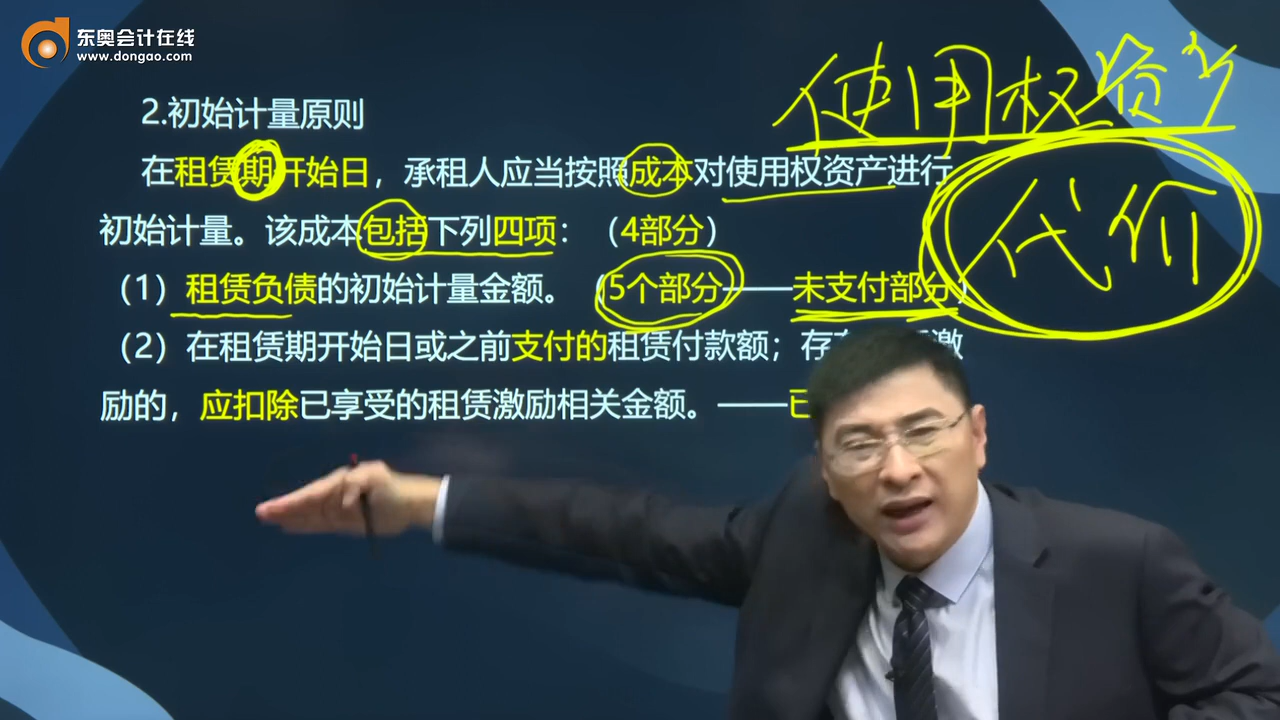 东奥会计在线
www.dongao.com
使用权资产
2.初始计量原则
在租赁期开始日，承租人应当按照成本对使用权资产进行
代价
初始计量。该成本包括下列四项：（4部分）
（1）租赁负债的初始计量金额。（5个部分——未支付部分）
（2）在租赁期开始日或之前支付的租赁付款额；存 激
励的，应扣除已享受的租赁激励相关金额。——已